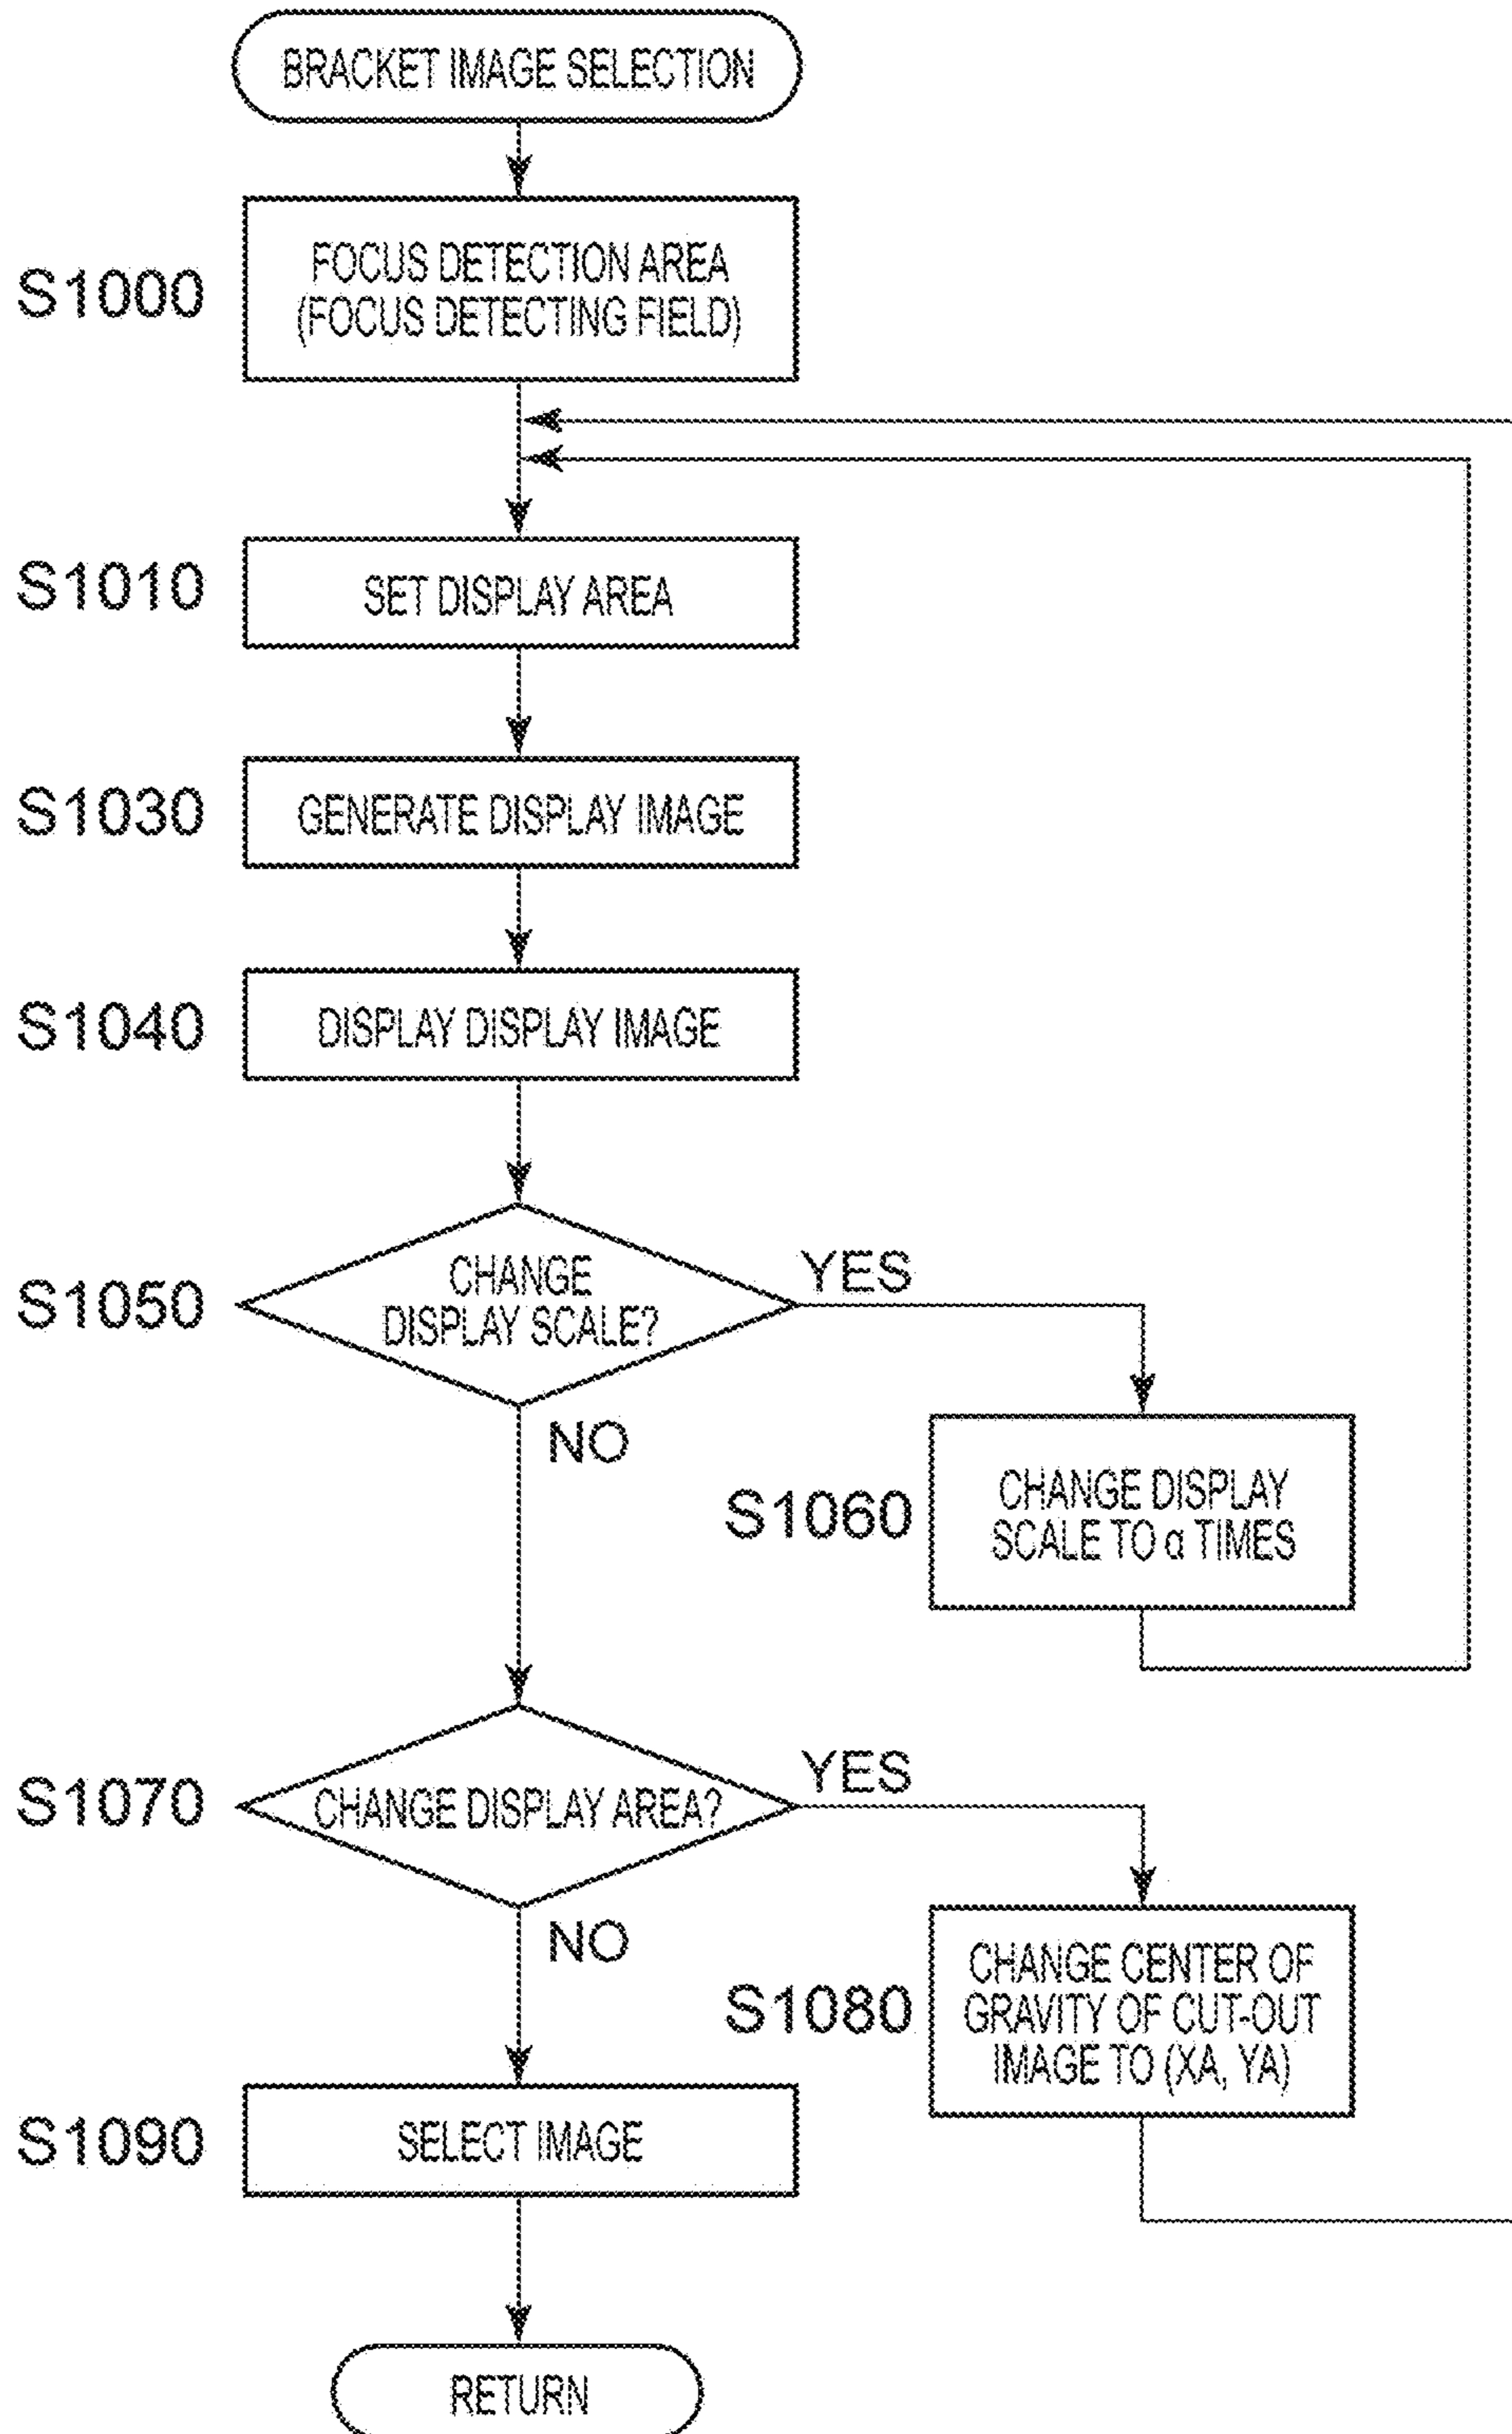 BRACKET IMAGE SELECTION
S1000
FOCUS DETECTION AREA
(FOCUS DETECTING FIELD)
S1010
SET DISPLAY AREA
S1030
GENERATE DISPLAY IMAGE
S1040
DISPLAY DISPLAY IMAGE
S1050
CHANGE
DISPLAY SCALE?
YES
NO
S1060
CHANGE DISPLAY
SCALE TO α TIMES
S1070
CHANGE DISPLAY AREA?
YES
NO
S1080
CHANGE CENTER OF
GRAVITY OF CUT-OUT
IMAGE TO (XA, YA)
S1090
SELECT IMAGE
RETURN